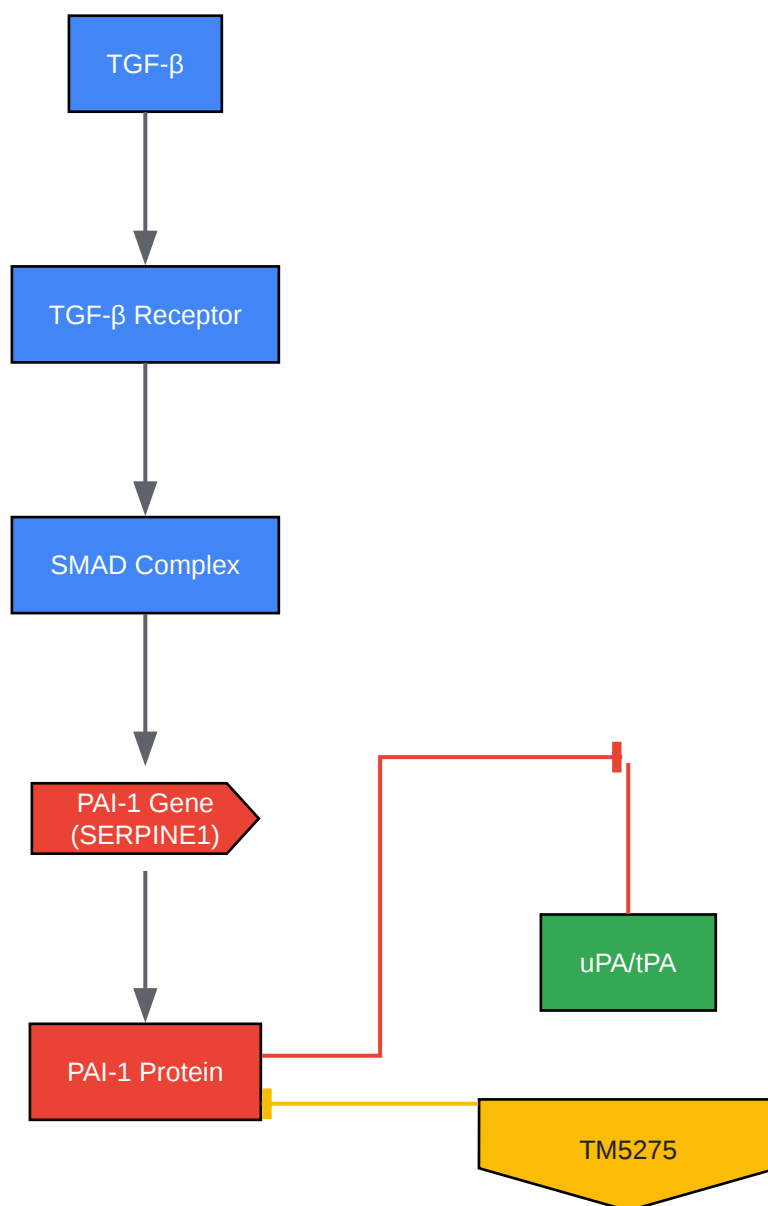 TGF-β
TGF-β Receptor
SMAD Complex
PAI-1 Gene
(SERPINE1)
uPA/tPA
PAI-1 Protein
TM5275